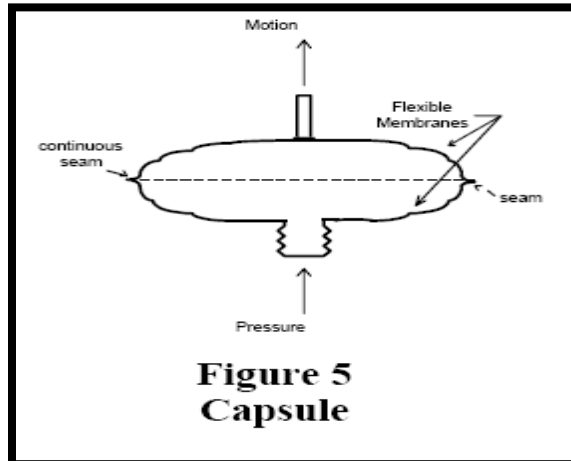 Motion
Flexible
Membranes
continuous
seam
seam
Pressure
Figure 5
Capsule